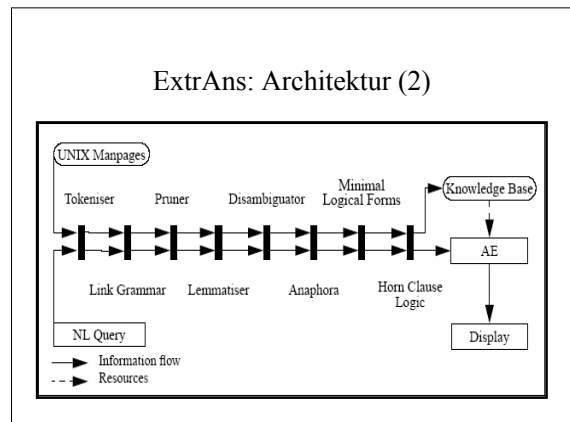 ExtrAns: Architektur (2)
UNIX Manpages
Tokeniser
Pruner
Disambiguator
Minimal
Logical Forms
Knowledge Base
AE
Link Grammar
Lemmatiser
Anaphora
Horn Clause
Logic
NL Query
Display
Information flow
Resources